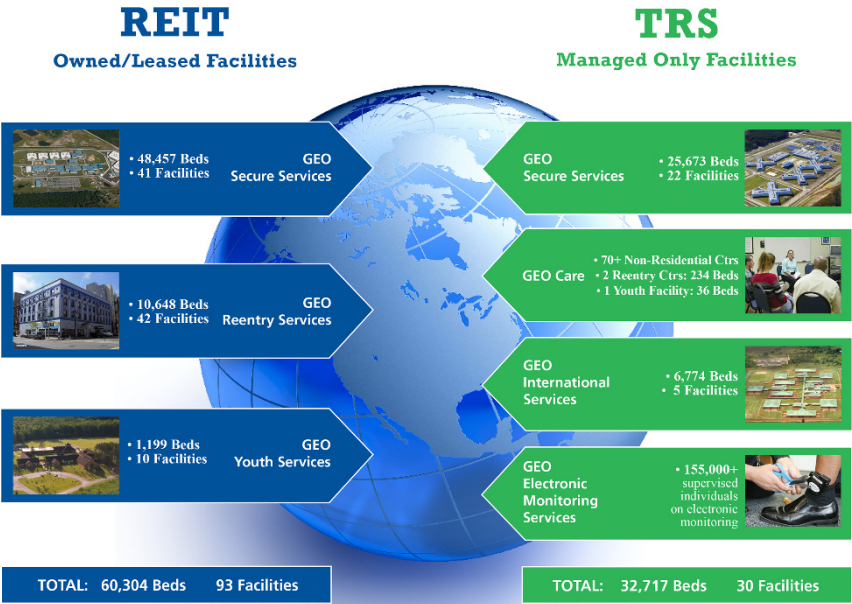 REIT
Owned/Leased Facilities
• 48,457 Beds
• 41 Facilities
GEO
Secure Services
• 10,648 Beds
• 42 Facilities
GEO
Reentry Services
• 1,199 Beds
• 10 Facilities
GEO
Youth Services
TOTAL: 60,304 Beds 93 Facilities
TRS
Managed Only Facilities
GEO
Secure Services
• 25,673 Beds
• 22 Facilities
GEO Care
• 70+ Non-Residential Ctrs
• 2 Reentry Ctrs: 234 Beds
• 1 Youth Facility: 36 Beds
GEO
International
Services
• 6,774 Beds
• 5 Facilities
GEO
Electronic
Monitoring
Services
• 155,000+
supervised
individuals
on electronic
monitoring
TOTAL: 32,717 Beds 30 Facilities